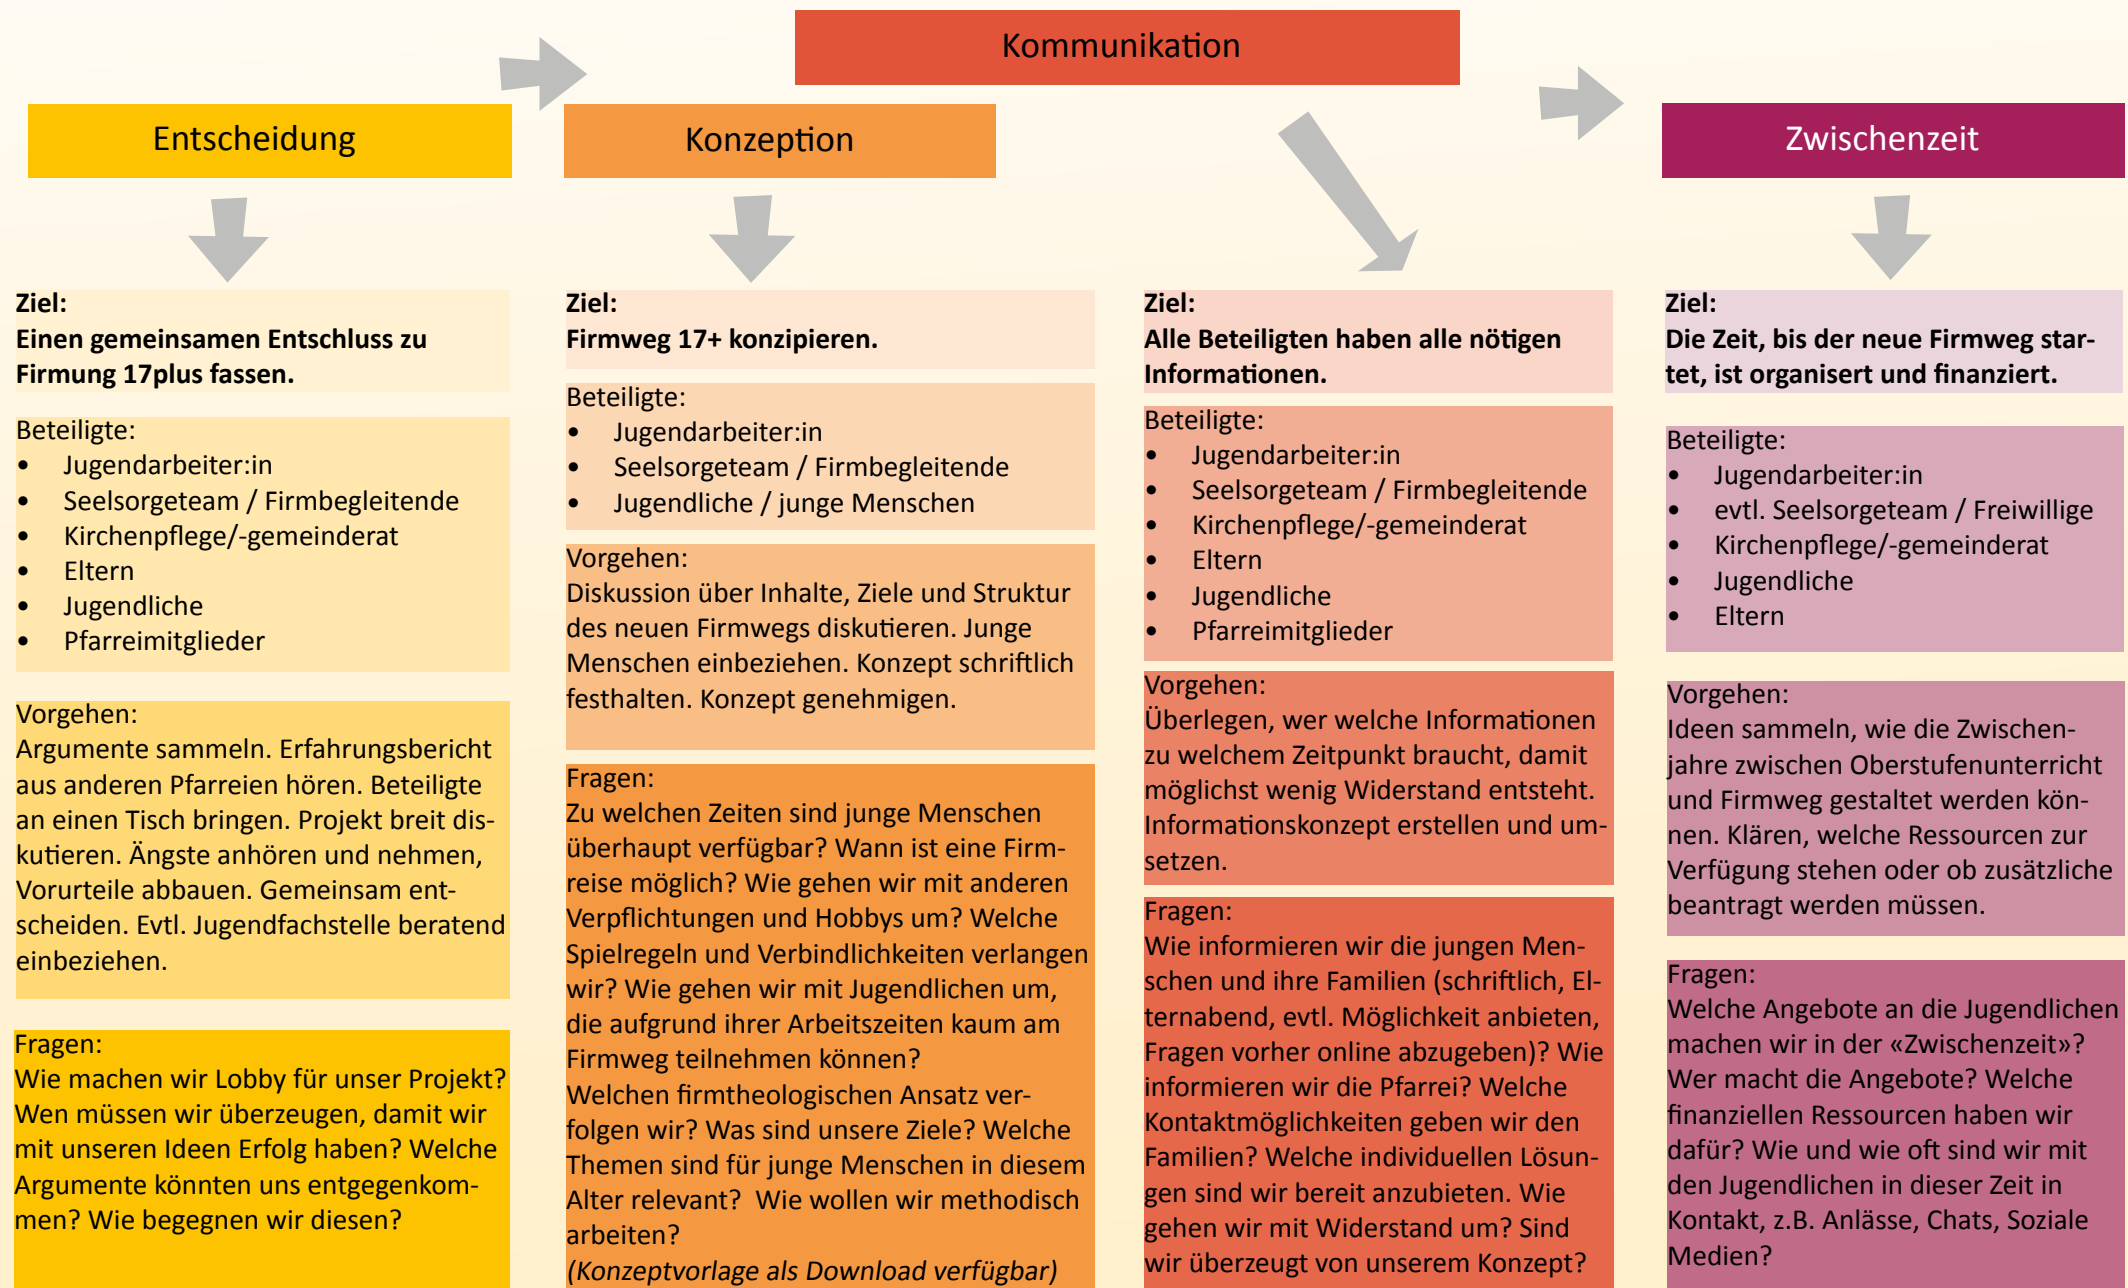 Kommunikation
Entscheidung
Konzeption
Zwischenzeit
Ziel:
Einen gemeinsamen Entschluss zu
Firmung 17plus fassen.
Beteiligte:
• Jugendarbeiter:in
• Seelsorgeteam / Firmbegleitende
• Kirchenpflege/-gemeinderat
• Eltern
• Jugendliche
• Pfarreimitglieder
Vorgehen:
Argumente sammeln. Erfahrungsbericht
aus anderen Pfarreien hören. Beteiligte
an einen Tisch bringen. Projekt breit dis-
kutieren. Ängste anhören und nehmen,
Vorurteile abbauen. Gemeinsam ent-
scheiden. Evtl. Jugendfachstelle beratend
einbeziehen.
Fragen:
Wie machen wir Lobby für unser Projekt?
Wen müssen wir überzeugen, damit wir
mit unseren Ideen Erfolg haben? Welche
Argumente könnten uns entgegenkom-
men? Wie begegnen wir diesen?
Ziel:
Firmweg 17+ konzipieren.
Beteiligte:
• Jugendarbeiter:in
• Seelsorgeteam / Firmbegleitende
• Jugendliche / junge Menschen
Vorgehen:
Diskussion über Inhalte, Ziele und Struktur
des neuen Firmwegs diskutieren. Junge
Menschen einbeziehen. Konzept schriftlich
festhalten. Konzept genehmigen.
Fragen:
Zu welchen Zeiten sind junge Menschen
überhaupt verfügbar? Wann ist eine Firm-
reise möglich? Wie gehen wir mit anderen
Verpflichtungen und Hobbys um? Welche
Spielregeln und Verbindlichkeiten verlangen
wir? Wie gehen wir mit Jugendlichen um,
die aufgrund ihrer Arbeitszeiten kaum am
Firmweg teilnehmen können?
Welchen firmtheologischen Ansatz ver-
folgen wir? Was sind unsere Ziele? Welche
Themen sind für junge Menschen in diesem
Alter relevant?  Wie wollen wir methodisch
arbeiten?
(Konzeptvorlage als Download verfügbar)
Ziel:
Alle Beteiligten haben alle nötigen
Informationen.
Beteiligte:
• Jugendarbeiter:in
• Seelsorgeteam / Firmbegleitende
• Kirchenpflege/-gemeinderat
• Eltern
• Jugendliche
• Pfarreimitglieder
Vorgehen:
Überlegen, wer welche Informationen
zu welchem Zeitpunkt braucht, damit
möglichst wenig Widerstand entsteht.
Informationskonzept erstellen und um-
setzen.
Fragen:
Wie informieren wir die jungen Men-
schen und ihre Familien (schriftlich, El-
ternabend, evtl. Möglichkeit anbieten,
Fragen vorher online abzugeben)? Wie
informieren wir die Pfarrei? Welche
Kontaktmöglichkeiten geben wir den
Familien? Welche individuellen Lösun-
gen sind wir bereit anzubieten. Wie
gehen wir mit Widerstand um? Sind
wir überzeugt von unserem Konzept?
Ziel:
Die Zeit, bis der neue Firmweg star-
tet, ist organisert und finanziert.
Beteiligte:
• Jugendarbeiter:in
• evtl. Seelsorgeteam / Freiwillige
• Kirchenpflege/-gemeinderat
• Jugendliche
• Eltern
Vorgehen:
Ideen sammeln, wie die Zwischen-
jahre zwischen Oberstufenunterricht
und Firmweg gestaltet werden kön-
nen. Klären, welche Ressourcen zur
Verfügung stehen oder ob zusätzliche
beantragt werden müssen.
Fragen:
Welche Angebote an die Jugendlichen
machen wir in der «Zwischenzeit»?
Wer macht die Angebote? Welche
finanziellen Ressourcen haben wir
dafür? Wie und wie oft sind wir mit
den Jugendlichen in dieser Zeit in
Kontakt, z.B. Anlässe, Chats, Soziale
Medien?